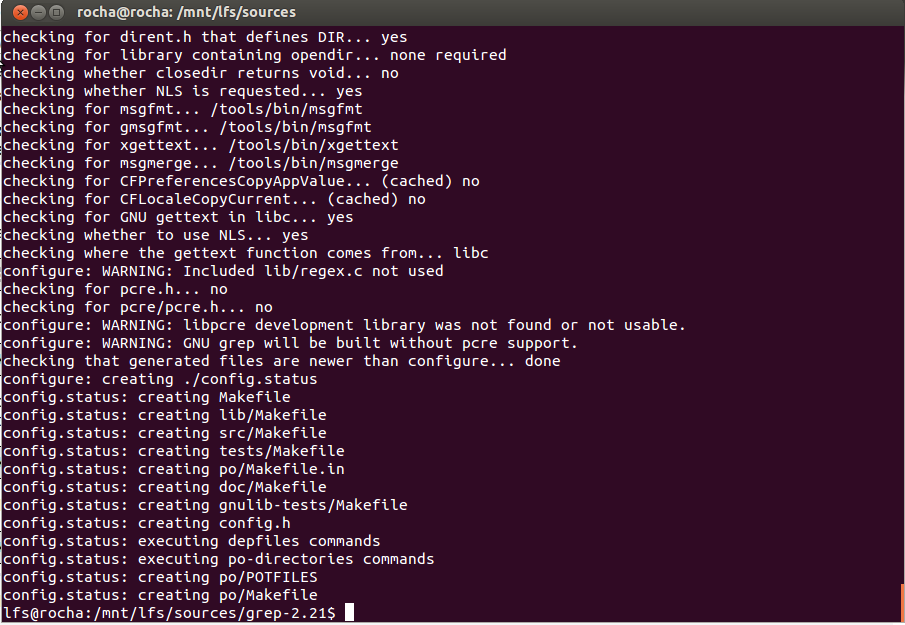 rocha@rocha: /mnt/lfs/sources
checking for dirent.h that defines DIR... yes
checking for library containing opendir... none required
checking whether closedir returns void... no
checking whether NLS is requested... yes
checking for msgfmt... /tools/bin/msgfmt
checking for gmsgfmt... /tools/bin/msgfmt
checking for xgettext... /tools/bin/xgettext
checking for msgmerge... /tools/bin/msgmerge
checking for CFPreferencesCopyAppValue... (cached) no
checking for CFLocaleCopyCurrent... (cached) no
checking for GNU gettext in libc... yes
checking whether to use NLS... yes
checking where the gettext function comes from... libc
configure: WARNING: Included lib/regex.c not used
checking for pcre.h... no
checking for pcre/pcre.h... no
configure: WARNING: libpcre development library was not found or not usable.
configure: WARNING: GNU grep will be built without pcre support.
checking that generated files are newer than configure... done
configure: creating ./config.status
config.status: creating Makefile
config.status: creating lib/Makefile
config.status: creating src/Makefile
config.status: creating tests/Makefile
config.status: creating po/Makefile.in
config.status: creating doc/Makefile
config.status: creating gnulib-tests/Makefile
config.status: creating config.h
config.status: executing depfiles commands
config.status: executing po-directories commands
config.status: creating po/POTFILES
config.status: creating po/Makefile
lfs@rocha:/mnt/lfs/sources/grep-2.21$